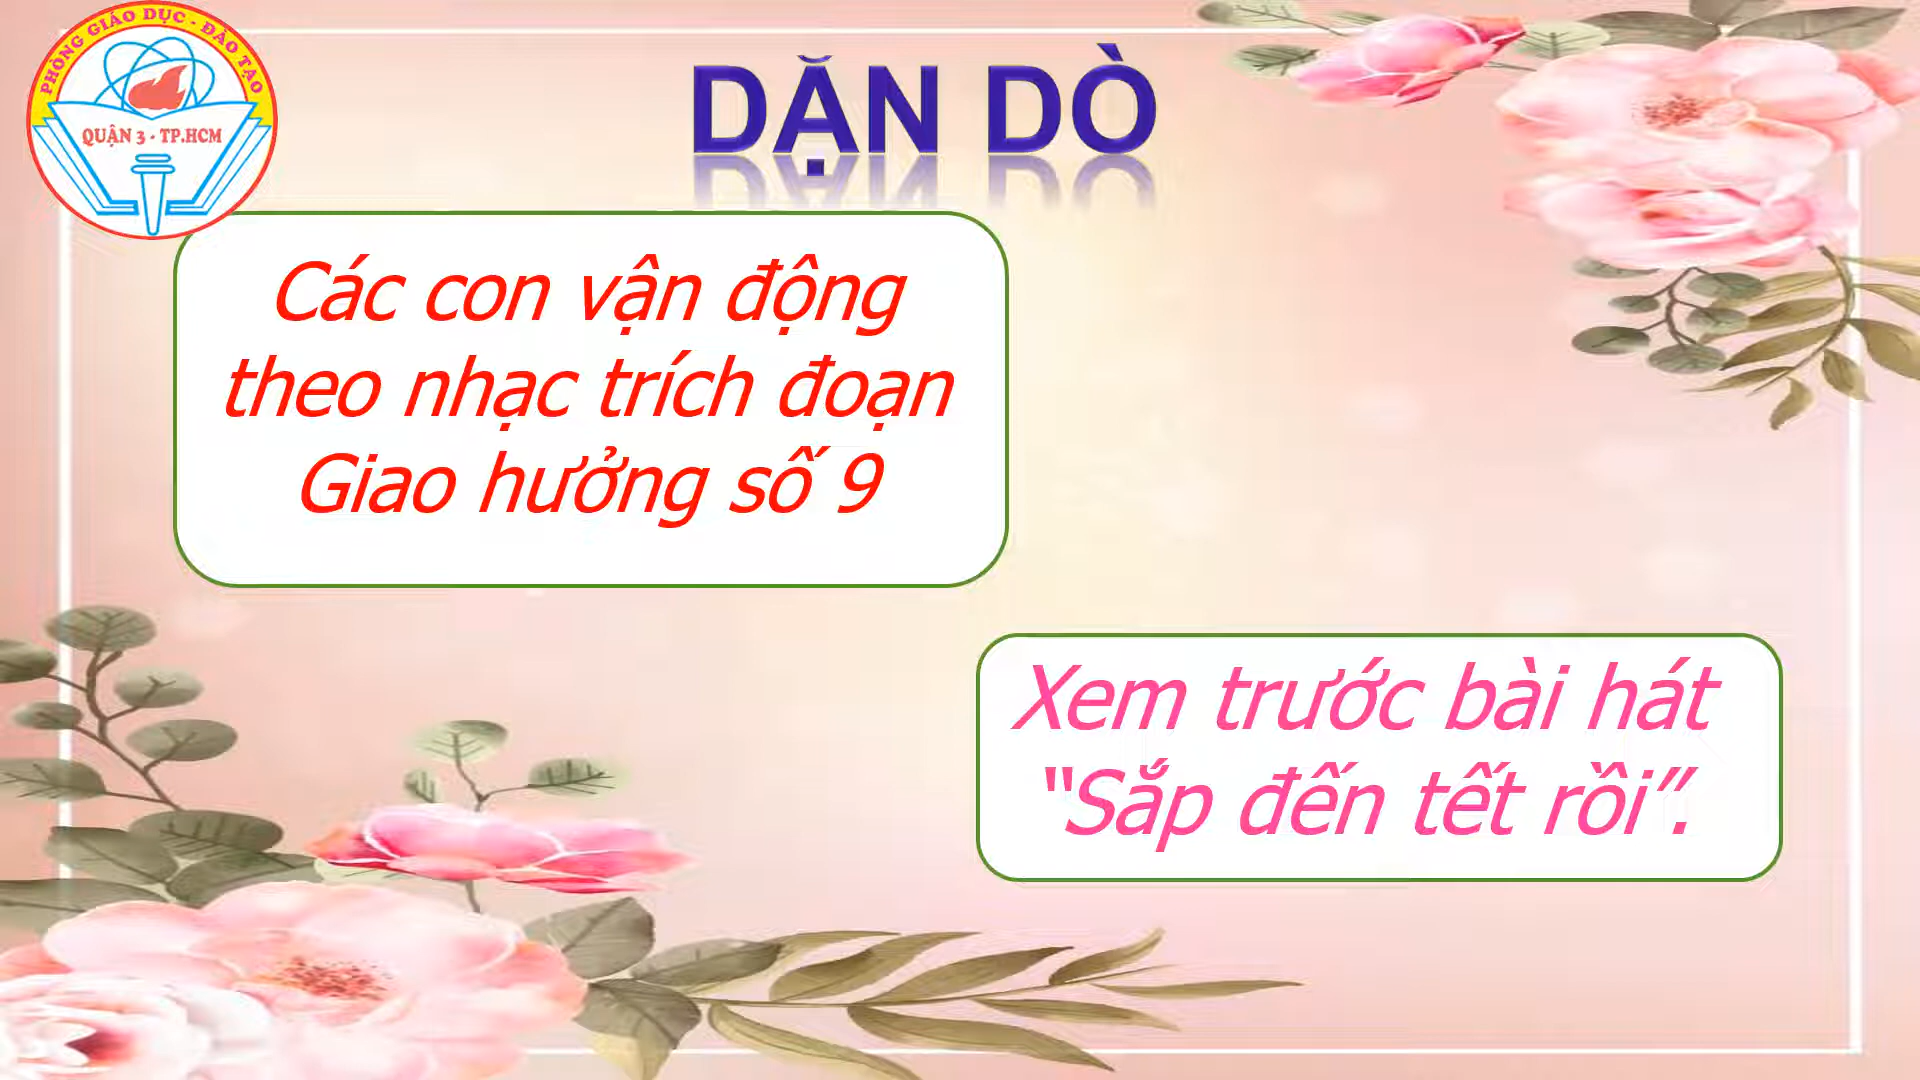 PHÒNG GIÁO DỤC - ĐÀO TẠO
QUẬN 3 - TP.HCM
DẶN DÒ
Các con vận động
theo nhạc trích đoạn
Giao hưởng số 9
Xem trước bài hát
“Sắp đến tết rồi”.